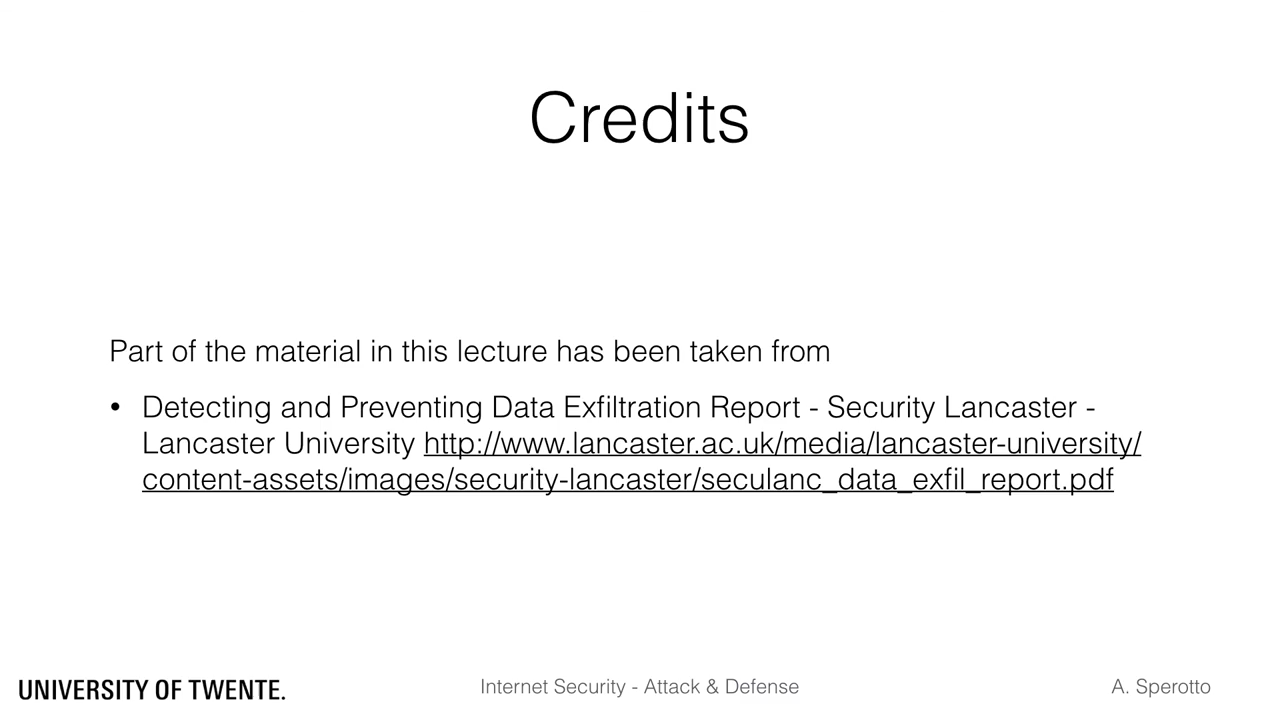 Credits
Part of the material in this lecture has been taken from
• Detecting and Preventing Data Exfiltration Report - Security Lancaster -
Lancaster University http://www.lancaster.ac.uk/media/lancaster-university/
content-assets/images/security-lancaster/seculanc_data_exfil_report.pdf
UNIVERSITY OF TWENTE.
Internet Security - Attack & Defense
A. Sperotto